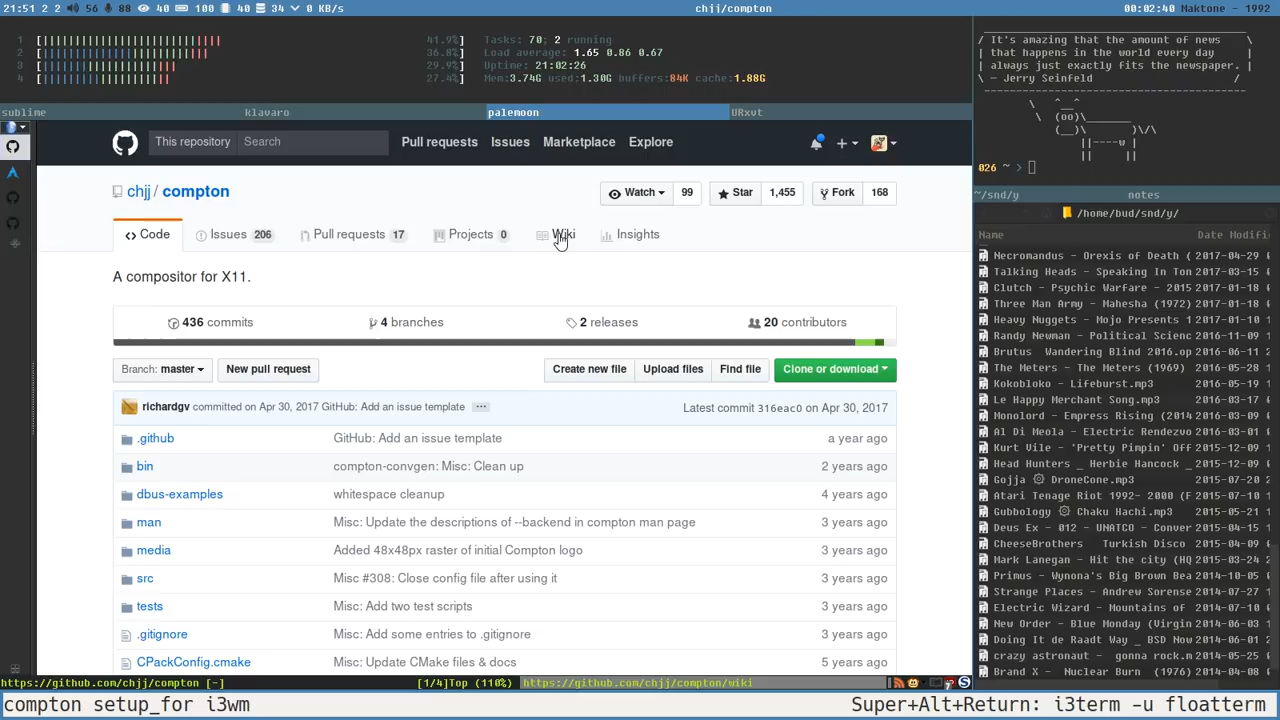 21:51 2 2 56 88 40 100 40 34 0 KB/s
chjj/compton
00:02:40 Maktone - 1992
1 [||||||||||||||||||||||||||||||| 41.9%]
2 [||||||||||||||||||||||||||||| 36.8%]
3 [||||||||||||||||||||||| 29.9%]
4 [|||||||||||||||||||||| 27.4%]
Tasks: 70; 2 running
Load average: 1.65 0.86 0.67
Uptime: 21:02:26
Mem:3.74G used:1.30G buffers:84K cache:1.88G
/ It's amazing that the amount of news \
| that happens in the world every day |
| always just exactly fits the newspaper. |
\ — Jerry Seinfeld /
026 ~ >
sublime klavaro palemoon URxvt
This repository Search Pull requests Issues Marketplace Explore
chjj / compton
Watch 99 Star 1,455 Fork 168
Code Issues 206 Pull requests 17 Projects 0 Wiki Insights
A compositor for X11.
436 commits 4 branches 2 releases 20 contributors
Branch: master New pull request Create new file Upload files Find file Clone or download
richardgv committed on Apr 30, 2017 GitHub: Add an issue template ... Latest commit 316eac0 on Apr 30, 2017
.github GitHub: Add an issue template a year ago
bin compton-convgen: Misc: Clean up 2 years ago
dbus-examples whitespace cleanup 4 years ago
man Misc: Update the descriptions of --backend in compton man page 3 years ago
media Added 48x48px raster of initial Compton logo 3 years ago
src Misc #308: Close config file after using it 3 years ago
tests Misc: Add two test scripts 3 years ago
.gitignore Misc: Add some entries to .gitignore 3 years ago
CPackConfig.cmake Misc: Update CMake files & docs 5 years ago
https://github.com/chjj/compton [-] [1/4]Top (110%) https://github.com/chjj/compton/wiki
~/snd/y notes
/home/bud/snd/y/
Name Date Modifi
Necromandus - Orexis of Death ( 2017-04-29
Talking Heads - Speaking In Ton 2017-03-15
Clutch - Psychic Warfare - 2015 2017-01-18
Three Man Army - Mahesha (1972) 2017-01-18
Heavy Nuggets - Mojo Presents 1 2017-01-10
Randy Newman - Political Scienc 2016-11-09
Brutus Wandering Blind 2016.op 2016-06-11
The Meters - The Meters (1969) 2016-05-28
Kokobloko - Lifeburst.mp3 2016-05-19
Le Happy Merchant Song.mp3 2016-03-17
Monolord - Empress Rising (2014 2016-03-09
Al Di Meola - Electric Rendezvo 2016-03-01
Kurt Vile - 'Pretty Pimpin' Off 2015-12-09
Head Hunters _ Herbie Hancock _ 2015-12-09
Gojja ⚙ DroneCone.mp3 2015-07-20
Atari Tenage Riot 1992- 2000 (F 2015-07-10
Gubbology ⚙ Chaku Hachi.mp3 2015-05-21
Deus Ex - 012 - UNATCO - Conver 2015-04-15
CheeseBrothers Turkish Disco 2015-04-09
Mark Lanegan - Hit the city (HQ 2015-03-24
Primus - Wynona's Big Brown Bea 2014-10-05
Strange Places - Andrew Sorense 2014-07-27
Electric Wizard - Mountains of 2014-07-10
New Order - Blue Monday (Virgin 2014-06-03
Doing It de Raadt Way _ BSD Now 2014-06-01
crazy astronaut - gonna rock.m 2014-05-25
Brand X - Nuclear Burn (1976) 2014-04-08
compton setup_for i3wm
Super+Alt+Return: i3term -u floatterm